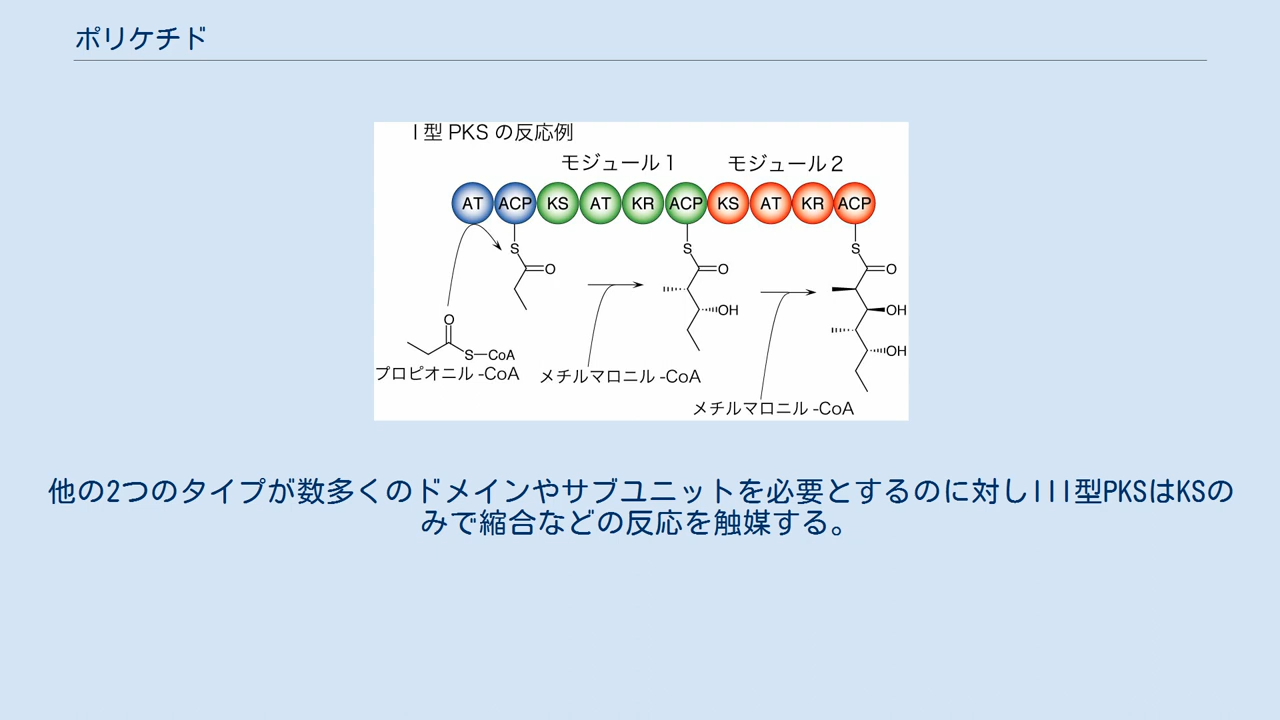 ポリケチド
I 型 PKS の反応例
モジュール1 モジュール2
AT ACP KS AT KR ACP KS AT KR ACP
S S S
O O O
OH OH
O OH
S-CoA
プロピオニル -CoA メチルマロニル -CoA
メチルマロニル -CoA
他の2つのタイプが数多くのドメインやサブユニットを必要とするのに対しIII型PKSはKSの
みで縮合などの反応を触媒する。